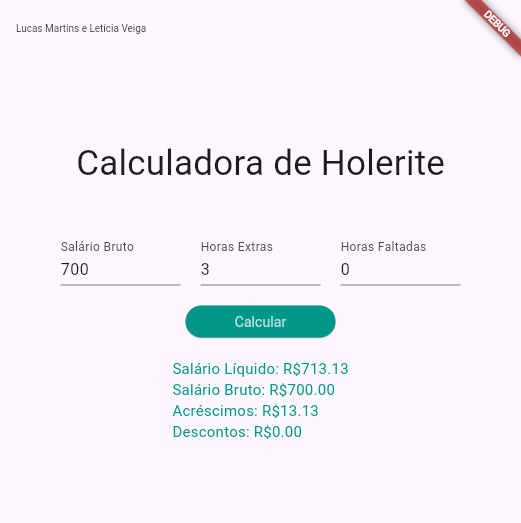 Lucas Martins e Letícia Veiga
DEBUG
Calculadora de Holerite
Salário Bruto
Horas Extras
Horas Faltadas
700
3
0
Calcular
Salário Líquido: R$713.13
Salário Bruto: R$700.00
Acréscimos: R$13.13
Descontos: R$0.00